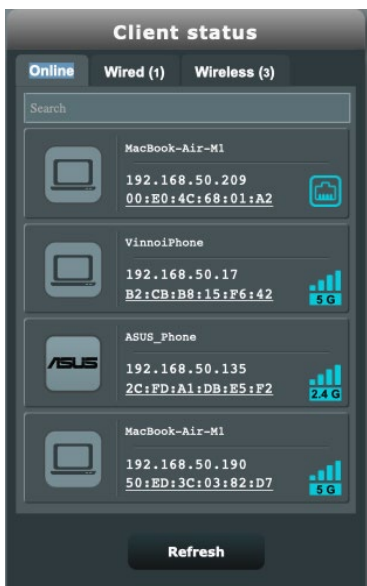 Client status
Online Wired (1) Wireless (3)
Search
MacBook-Air-M1
192.168.50.209
00:E0:4C:68:01:A2
VinnoiPhone
192.168.50.17
B2:CB:B8:15:F6:42
5 G
ASUS_Phone
ASUS
192.168.50.135
2C:FD:A1:DB:E5:F2
2.4 G
MacBook-Air-M1
192.168.50.190
50:ED:3C:03:82:D7
5 G
Refresh